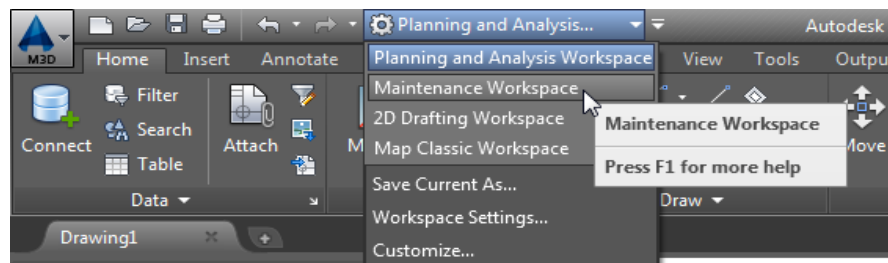 Planning and Analysis...
Autodesk
M3D
Home Insert Annotate View Tools Outpu
Planning and Analysis Workspace
Maintenance Workspace
2D Drafting Workspace
Map Classic Workspace
Save Current As...
Workspace Settings...
Customize...
Maintenance Workspace
Press F1 for more help
Connect
Filter
Search
Table
Attach
M
Move
Data
Draw
Drawing1